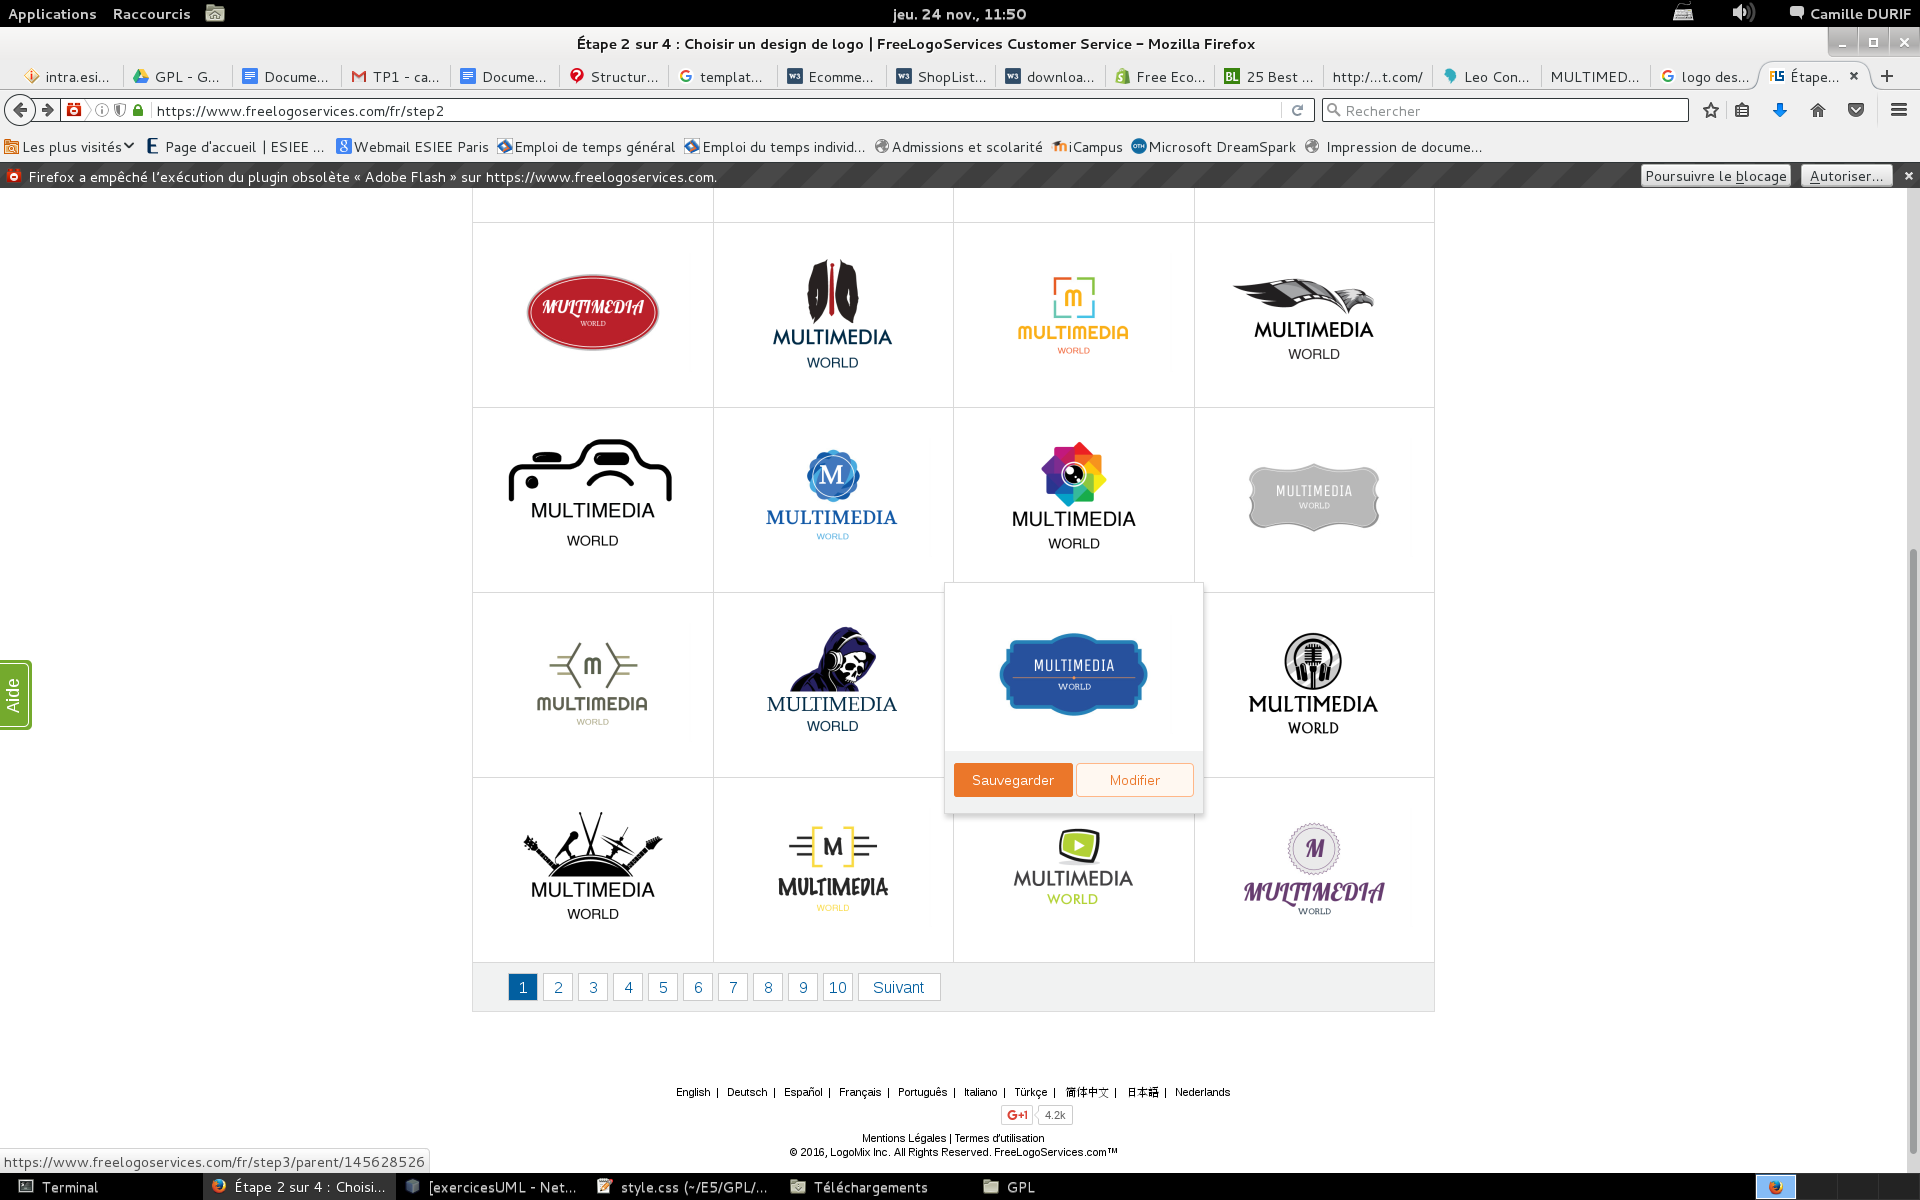 Applications Raccourcis jeu. 24 nov., 11:50 Camille DURIF
Étape 2 sur 4 : Choisir un design de logo | FreeLogoServices Customer Service – Mozilla Firefox
intra.esi... GPL - G... Docume... TP1 - ca... Docume... Structur... templat... Ecomme... ShopList... downloa... Free Eco... 25 Best ... http:/...t.com/ Leo Con... MULTIMED... logo des... Étape...
https://www.freelogoservices.com/fr/step2 Rechercher
Les plus visités Page d'accueil | ESIEE ... Webmail ESIEE Paris Emploi de temps général Emploi du temps individ... Admissions et scolarité iCampus Microsoft DreamSpark Impression de docume...
Firefox a empêché l'exécution du plugin obsolète « Adobe Flash » sur https://www.freelogoservices.com. Poursuivre le blocage Autoriser...
MULTIMEDIA
WORLD
MULTIMEDIA
WORLD
M
MULTIMEDIA
WORLD
MULTIMEDIA
WORLD
MULTIMEDIA
WORLD
M
MULTIMEDIA
WORLD
MULTIMEDIA
WORLD
MULTIMEDIA
WORLD
M
MULTIMEDIA
WORLD
MULTIMEDIA
WORLD
MULTIMEDIA
WORLD
Sauvegarder Modifier
MULTIMEDIA
WORLD
MULTIMEDIA
WORLD
M
MULTIMEDIA
WORLD
MULTIMEDIA
WORLD
M
MULTIMEDIA
WORLD
Aide
1 2 3 4 5 6 7 8 9 10 Suivant
English | Deutsch | Español | Français | Português | Italiano | Türkçe | 简体中文 | 日本語 | Nederlands
G+1 4.2k
Mentions Légales | Termes d'utilisation
© 2016, LogoMix Inc. All Rights Reserved. FreeLogoServices.com™
https://www.freelogoservices.com/fr/step3/parent/145628526
Terminal Étape 2 sur 4 : Choisi... [exercicesUML - Net... style.css (~/E5/GPL/... Téléchargements GPL